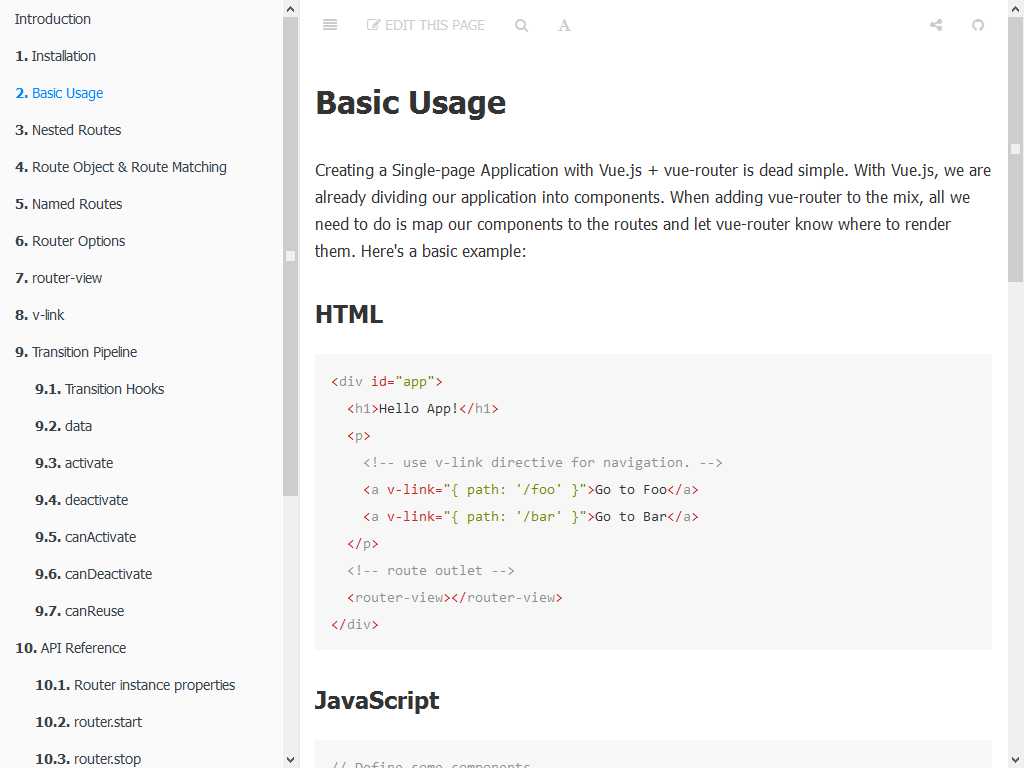 Introduction
1. Installation
2. Basic Usage
3. Nested Routes
4. Route Object & Route Matching
5. Named Routes
6. Router Options
7. router-view
8. v-link
9. Transition Pipeline
9.1. Transition Hooks
9.2. data
9.3. activate
9.4. deactivate
9.5. canActivate
9.6. canDeactivate
9.7. canReuse
10. API Reference
10.1. Router instance properties
10.2. router.start
10.3. router.stop
EDIT THIS PAGE
A
Basic Usage
Creating a Single-page Application with Vue.js + vue-router is dead simple. With Vue.js, we are
already dividing our application into components. When adding vue-router to the mix, all we
need to do is map our components to the routes and let vue-router know where to render
them. Here's a basic example:
HTML
<div id="app">
  <h1>Hello App!</h1>
  <p>
    <!-- use v-link directive for navigation. -->
    <a v-link="{ path: '/foo' }">Go to Foo</a>
    <a v-link="{ path: '/bar' }">Go to Bar</a>
  </p>
  <!-- route outlet -->
  <router-view></router-view>
</div>
JavaScript
// Define some components